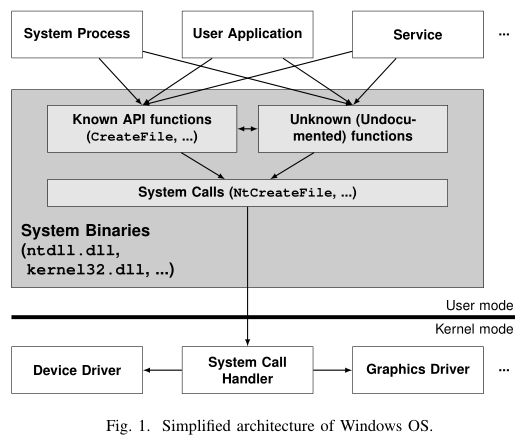 System Process
User Application
Service
...
Known API functions
(CreateFile, ...)
Unknown (Undocu-
mented) functions
System Calls (NtCreateFile, ...)
System Binaries
(ntdll.dll,
kernel32.dll, ...)
User mode
Kernel mode
Device Driver
System Call
Handler
Graphics Driver
...
Fig. 1. Simplified architecture of Windows OS.